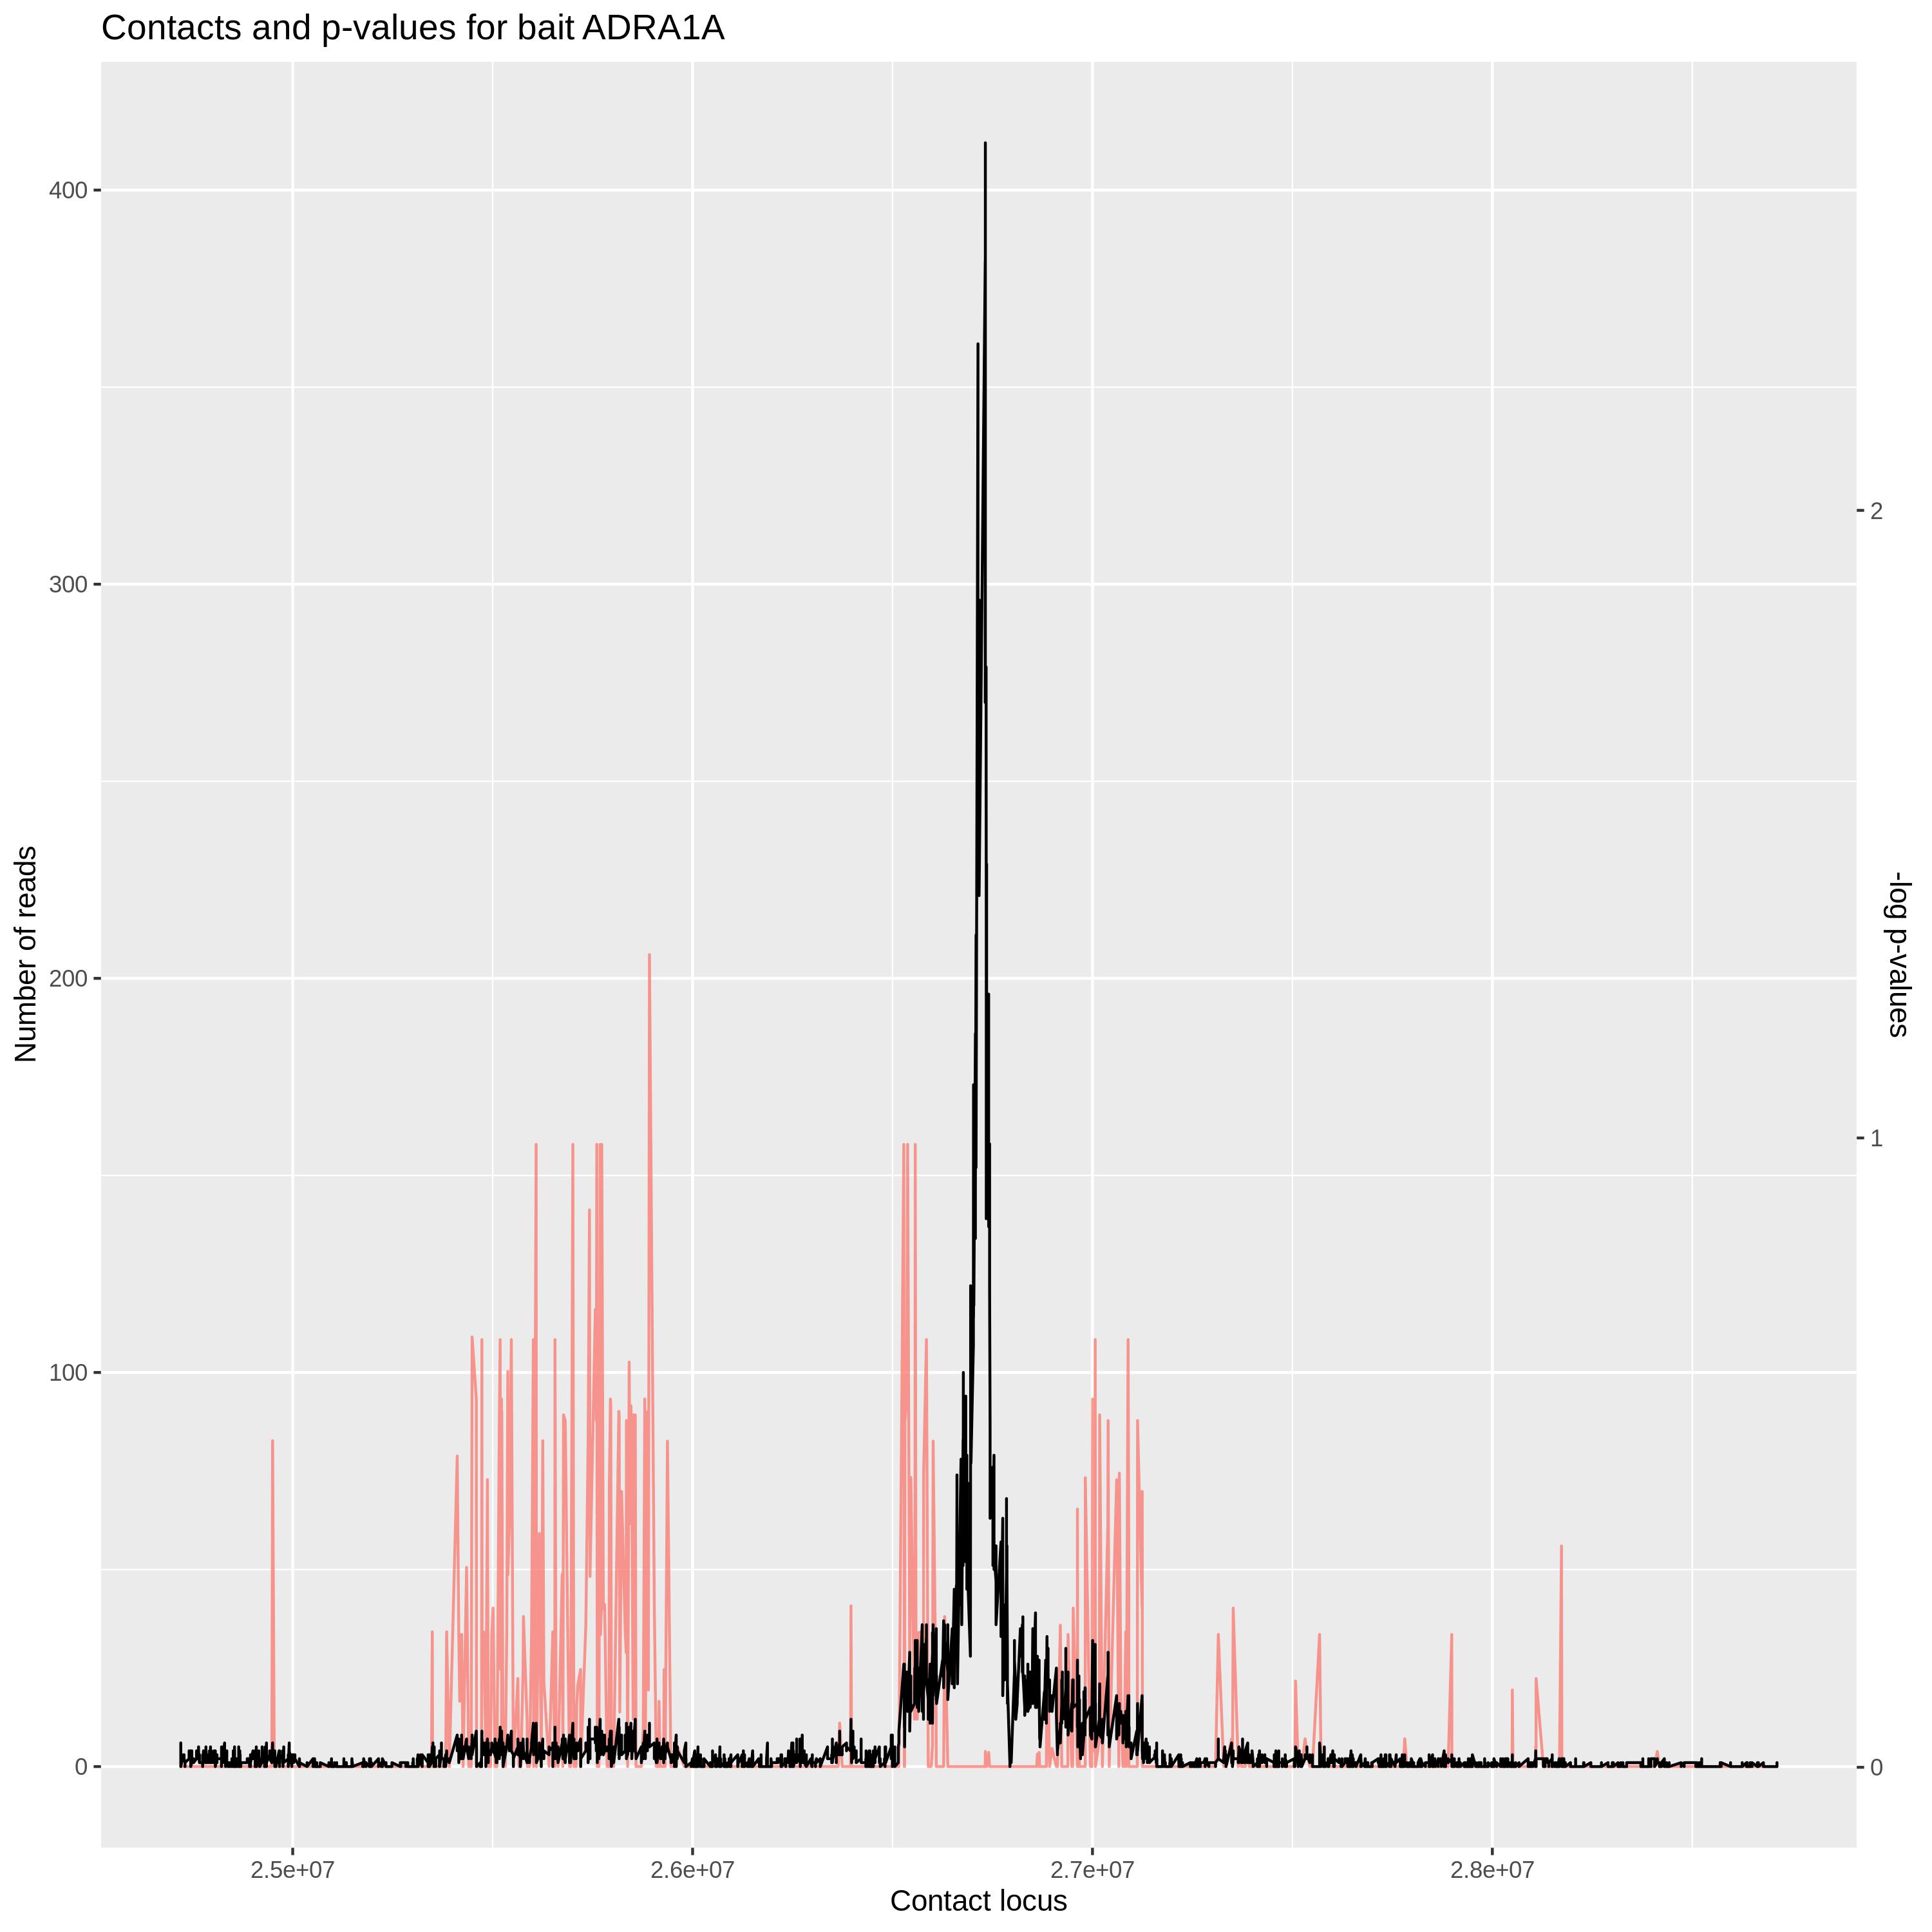 Contacts and p-values for bait ADRA1A
400
300
200
100
0
2
1
0
Number of reads
-log p-values
2.5e+07
2.6e+07
2.7e+07
2.8e+07
Contact locus